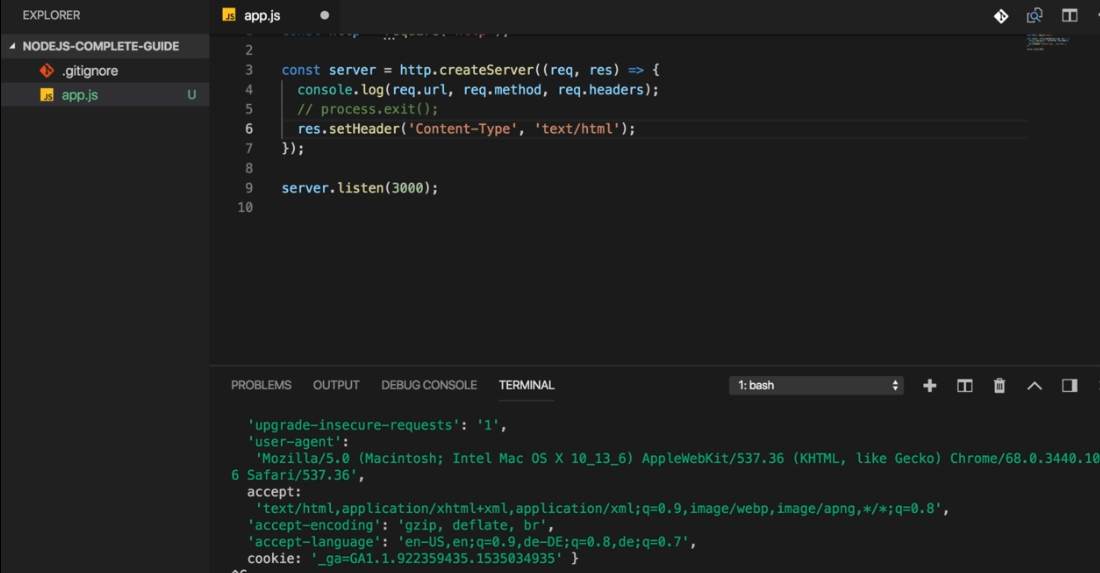 EXPLORER
JS app.js
NODEJS-COMPLETE-GUIDE
.gitignore
JS app.js U
2
3 const server = http.createServer((req, res) => {
4 console.log(req.url, req.method, req.headers);
5 // process.exit();
6 res.setHeader('Content-Type', 'text/html');
7 });
8
9 server.listen(3000);
10
PROBLEMS OUTPUT DEBUG CONSOLE TERMINAL 1: bash
'upgrade-insecure-requests': '1',
'user-agent':
'Mozilla/5.0 (Macintosh; Intel Mac OS X 10_13_6) AppleWebKit/537.36 (KHTML, like Gecko) Chrome/68.0.3440.10
6 Safari/537.36',
accept:
'text/html,application/xhtml+xml,application/xml;q=0.9,image/webp,image/apng,*/*;q=0.8',
'accept-encoding': 'gzip, deflate, br',
'accept-language': 'en-US,en;q=0.9,de-DE;q=0.8,de;q=0.7',
cookie: '_ga=GA1.1.922359435.1535034935' }